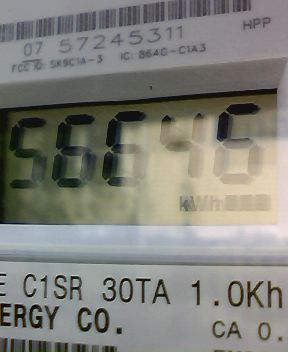 HPP
07 57245311
FCC ID: SK9C1A-3 IC: 864G-C1A3
56646
kWh
E C1SR 30TA 1.0Kh
ERGY CO. CA 0.